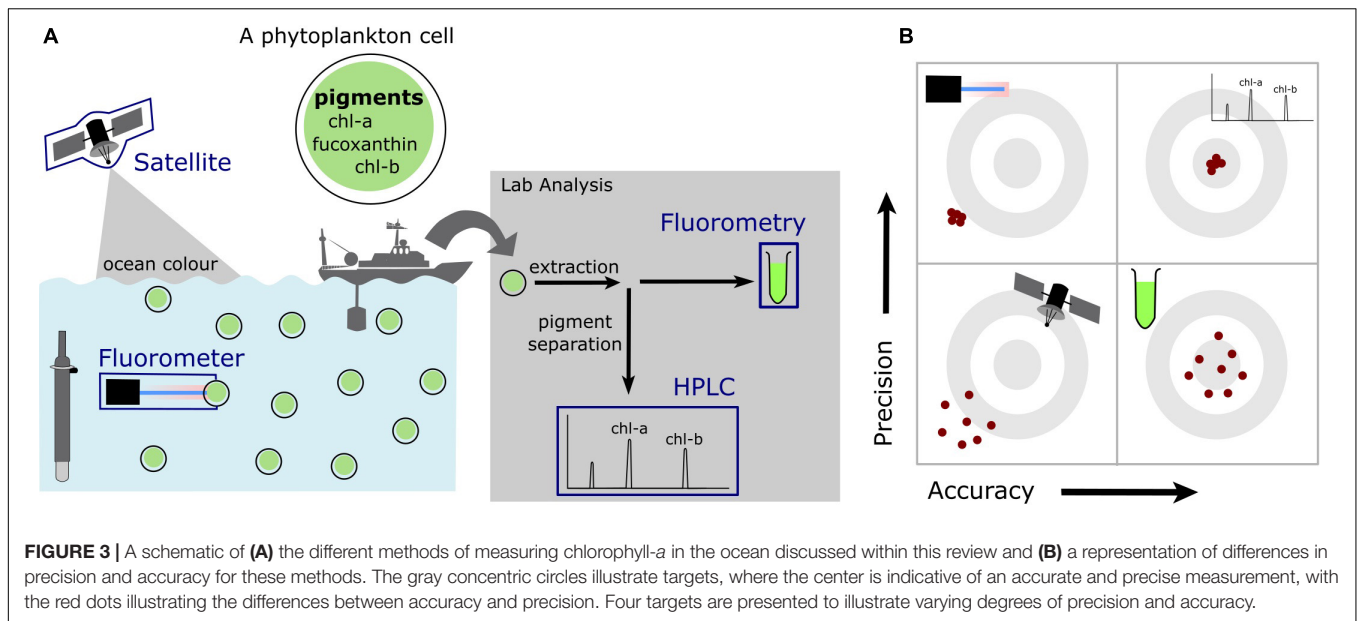 A
A phytoplankton cell
pigments
chl-a
fucoxanthin
chl-b
Satellite
ocean colour
Fluorometer
Lab Analysis
extraction
Fluorometry
pigment
separation
HPLC
chl-a
chl-b
B
chl-a
chl-b
Precision
Accuracy
FIGURE 3 | A schematic of (A) the different methods of measuring chlorophyll-a in the ocean discussed within this review and (B) a representation of differences in
precision and accuracy for these methods. The gray concentric circles illustrate targets, where the center is indicative of an accurate and precise measurement, with
the red dots illustrating the differences between accuracy and precision. Four targets are presented to illustrate varying degrees of precision and accuracy.